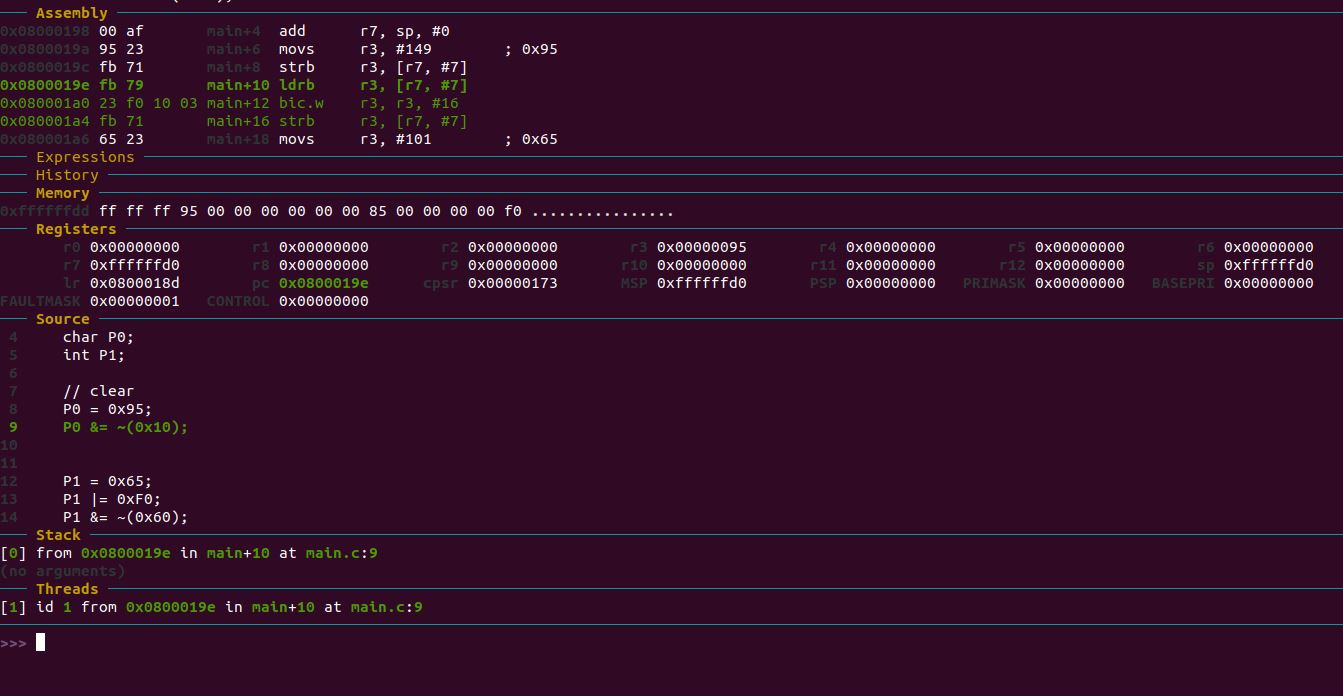 Assembly
0x08000198 00 af main+4 add r7, sp, #0
0x0800019a 95 23 main+6 movs r3, #149 ; 0x95
0x0800019c fb 71 main+8 strb r3, [r7, #7]
0x0800019e fb 79 main+10 ldrb r3, [r7, #7]
0x080001a0 23 f0 10 03 main+12 bic.w r3, r3, #16
0x080001a4 fb 71 main+16 strb r3, [r7, #7]
0x080001a6 65 23 main+18 movs r3, #101 ; 0x65
Expressions
History
Memory
0xffffffdd ff ff ff 95 00 00 00 00 00 00 85 00 00 00 00 f0 ................
Registers
r0 0x00000000 r1 0x00000000 r2 0x00000000 r3 0x00000095 r4 0x00000000 r5 0x00000000 r6 0x00000000
r7 0xffffffd0 r8 0x00000000 r9 0x00000000 r10 0x00000000 r11 0x00000000 r12 0x00000000 sp 0xffffffd0
lr 0x0800018d pc 0x0800019e cpsr 0x00000173 MSP 0xffffffd0 PSP 0x00000000 PRIMASK 0x00000000 BASEPRI 0x00000000
FAULTMASK 0x00000001 CONTROL 0x00000000
Source
4 char P0;
5 int P1;
6
7 // clear
8 P0 = 0x95;
9 P0 &= ~(0x10);
10
11
12 P1 = 0x65;
13 P1 |= 0xF0;
14 P1 &= ~(0x60);
Stack
[0] from 0x0800019e in main+10 at main.c:9
(no arguments)
Threads
[1] id 1 from 0x0800019e in main+10 at main.c:9
>>>